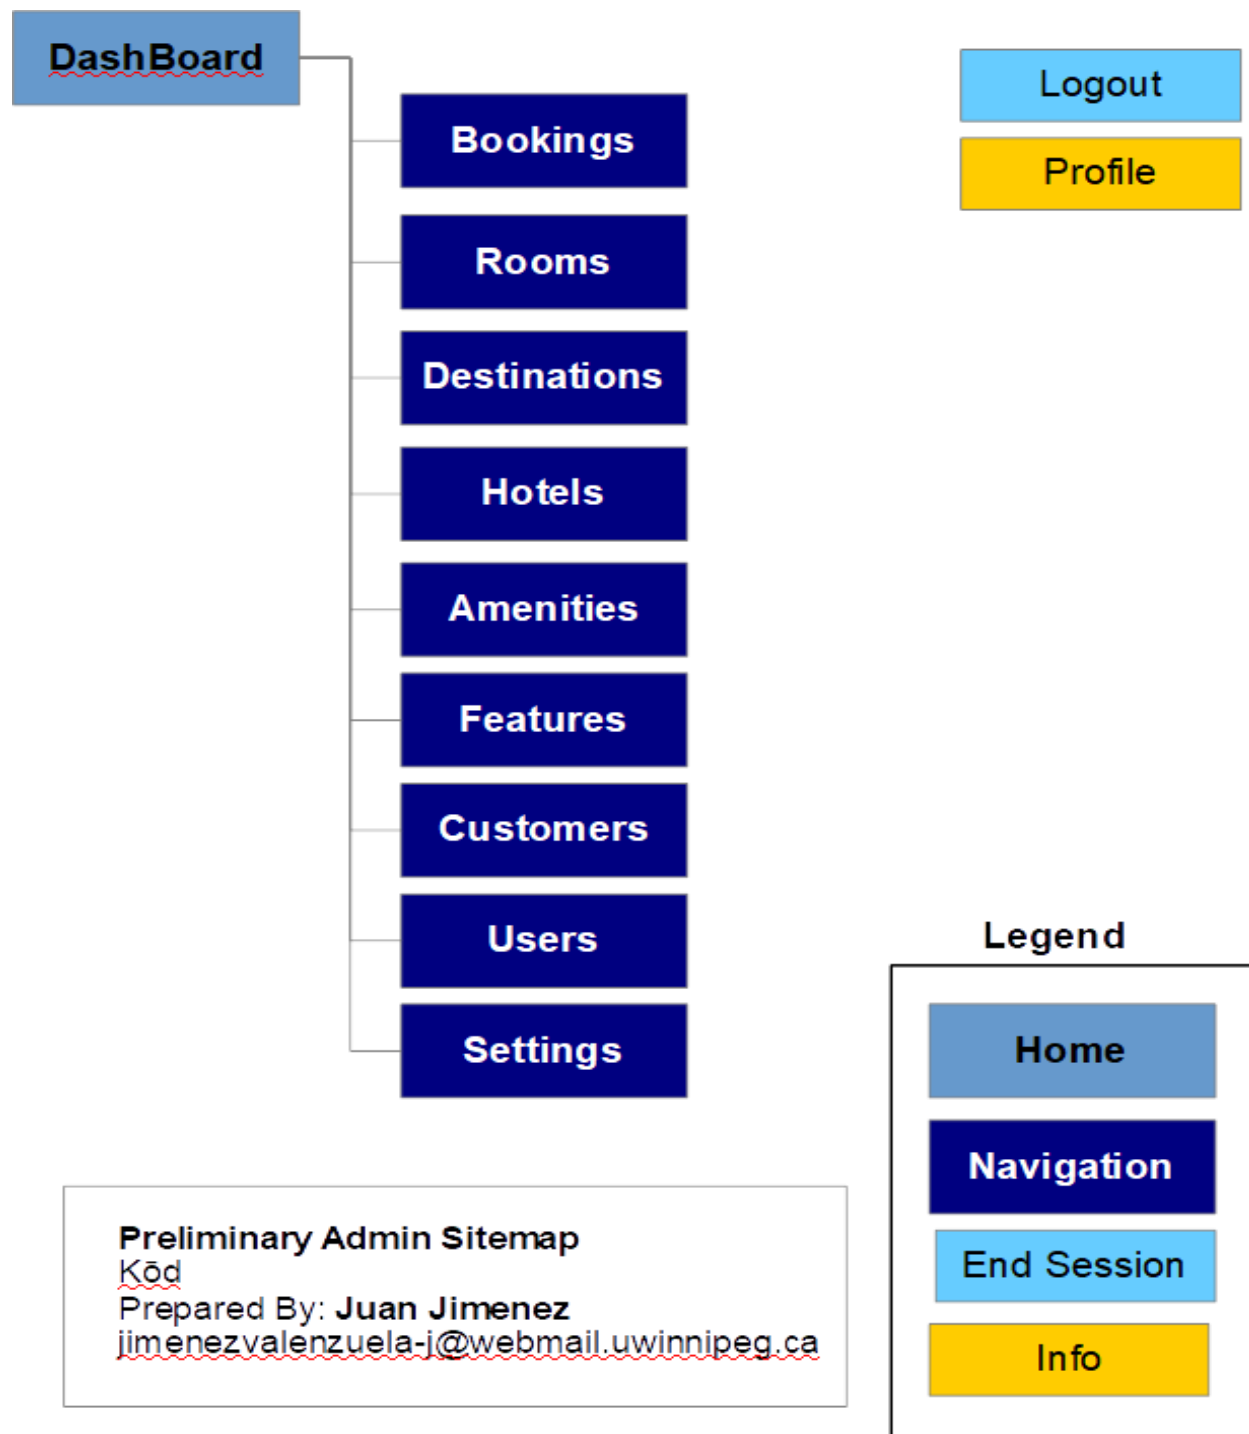 DashBoard
Logout
Profile
Bookings
Rooms
Destinations
Hotels
Amenities
Features
Customers
Users
Settings
Legend
Home
Navigation
End Session
Info
Preliminary Admin Sitemap
Kōd
Prepared By: Juan Jimenez
jimenezvalenzuela-j@webmail.uwinnipeg.ca